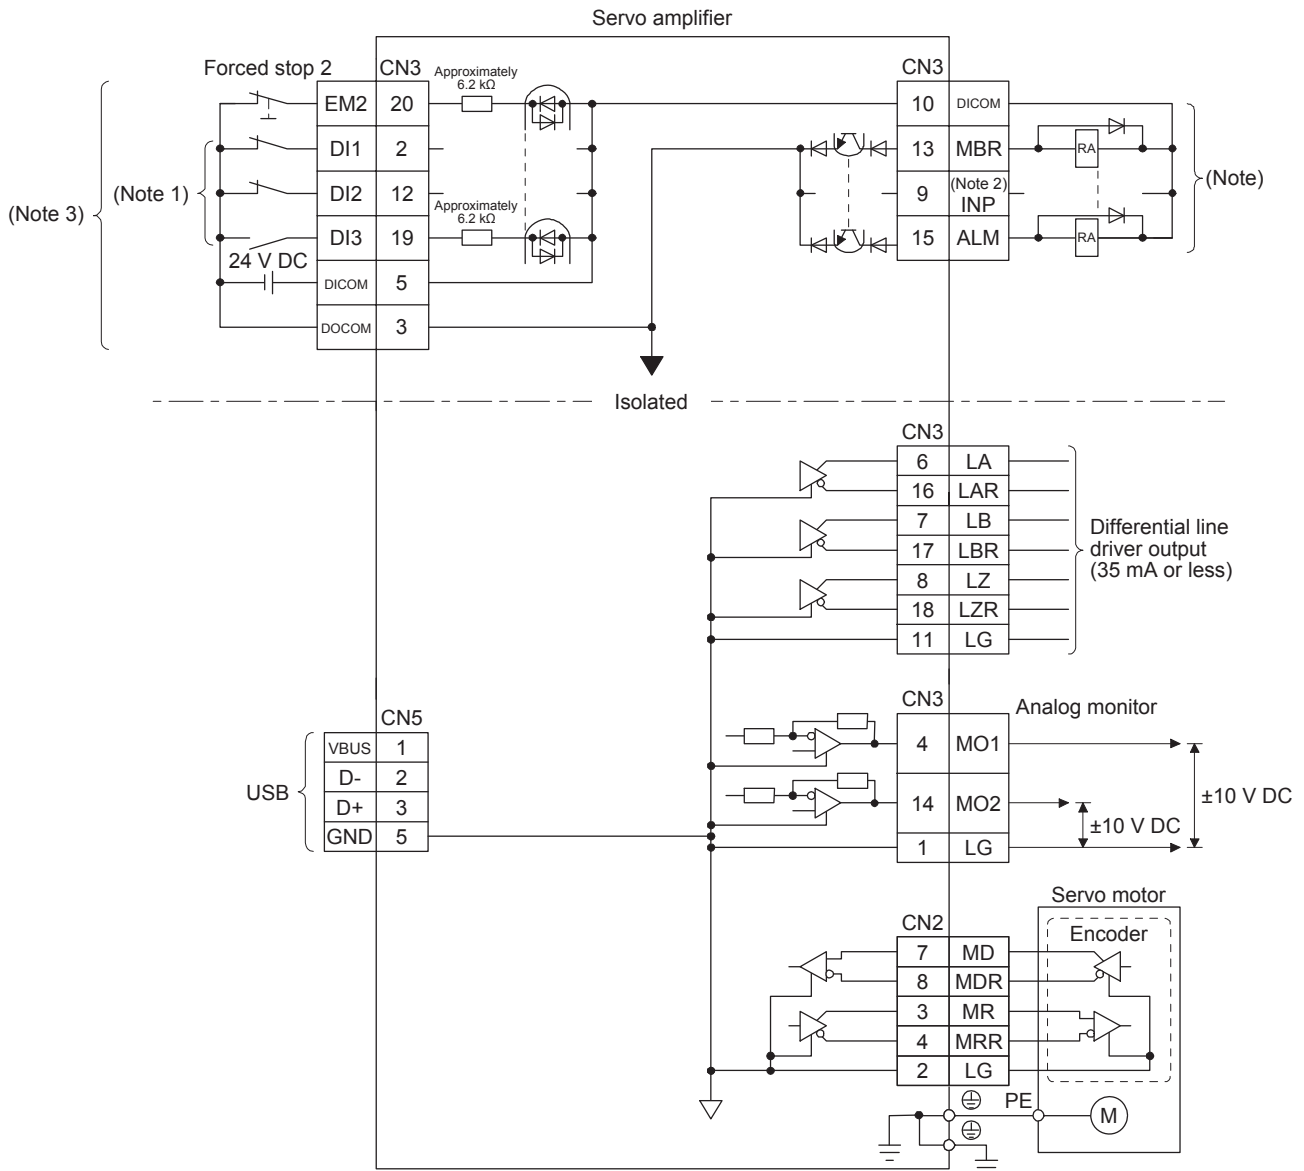 Servo amplifier
Forced stop 2
CN3
Approximately
6.2 kΩ
EM2 20
DI1 2
DI2 12
Approximately
6.2 kΩ
DI3 19
24 V DC
DICOM 5
DOCOM 3
(Note 1)
(Note 3)
CN3
10 DICOM
13 MBR
RA
9 (Note 2)
INP
15 ALM
RA
(Note)
Isolated
CN3
6 LA
16 LAR
7 LB
17 LBR
8 LZ
18 LZR
11 LG
Differential line
driver output
(35 mA or less)
CN5
VBUS 1
D- 2
D+ 3
GND 5
USB
CN3
Analog monitor
4 MO1
14 MO2
1 LG
±10 V DC
±10 V DC
Servo motor
Encoder
CN2
7 MD
8 MDR
3 MR
4 MRR
2 LG
PE
M